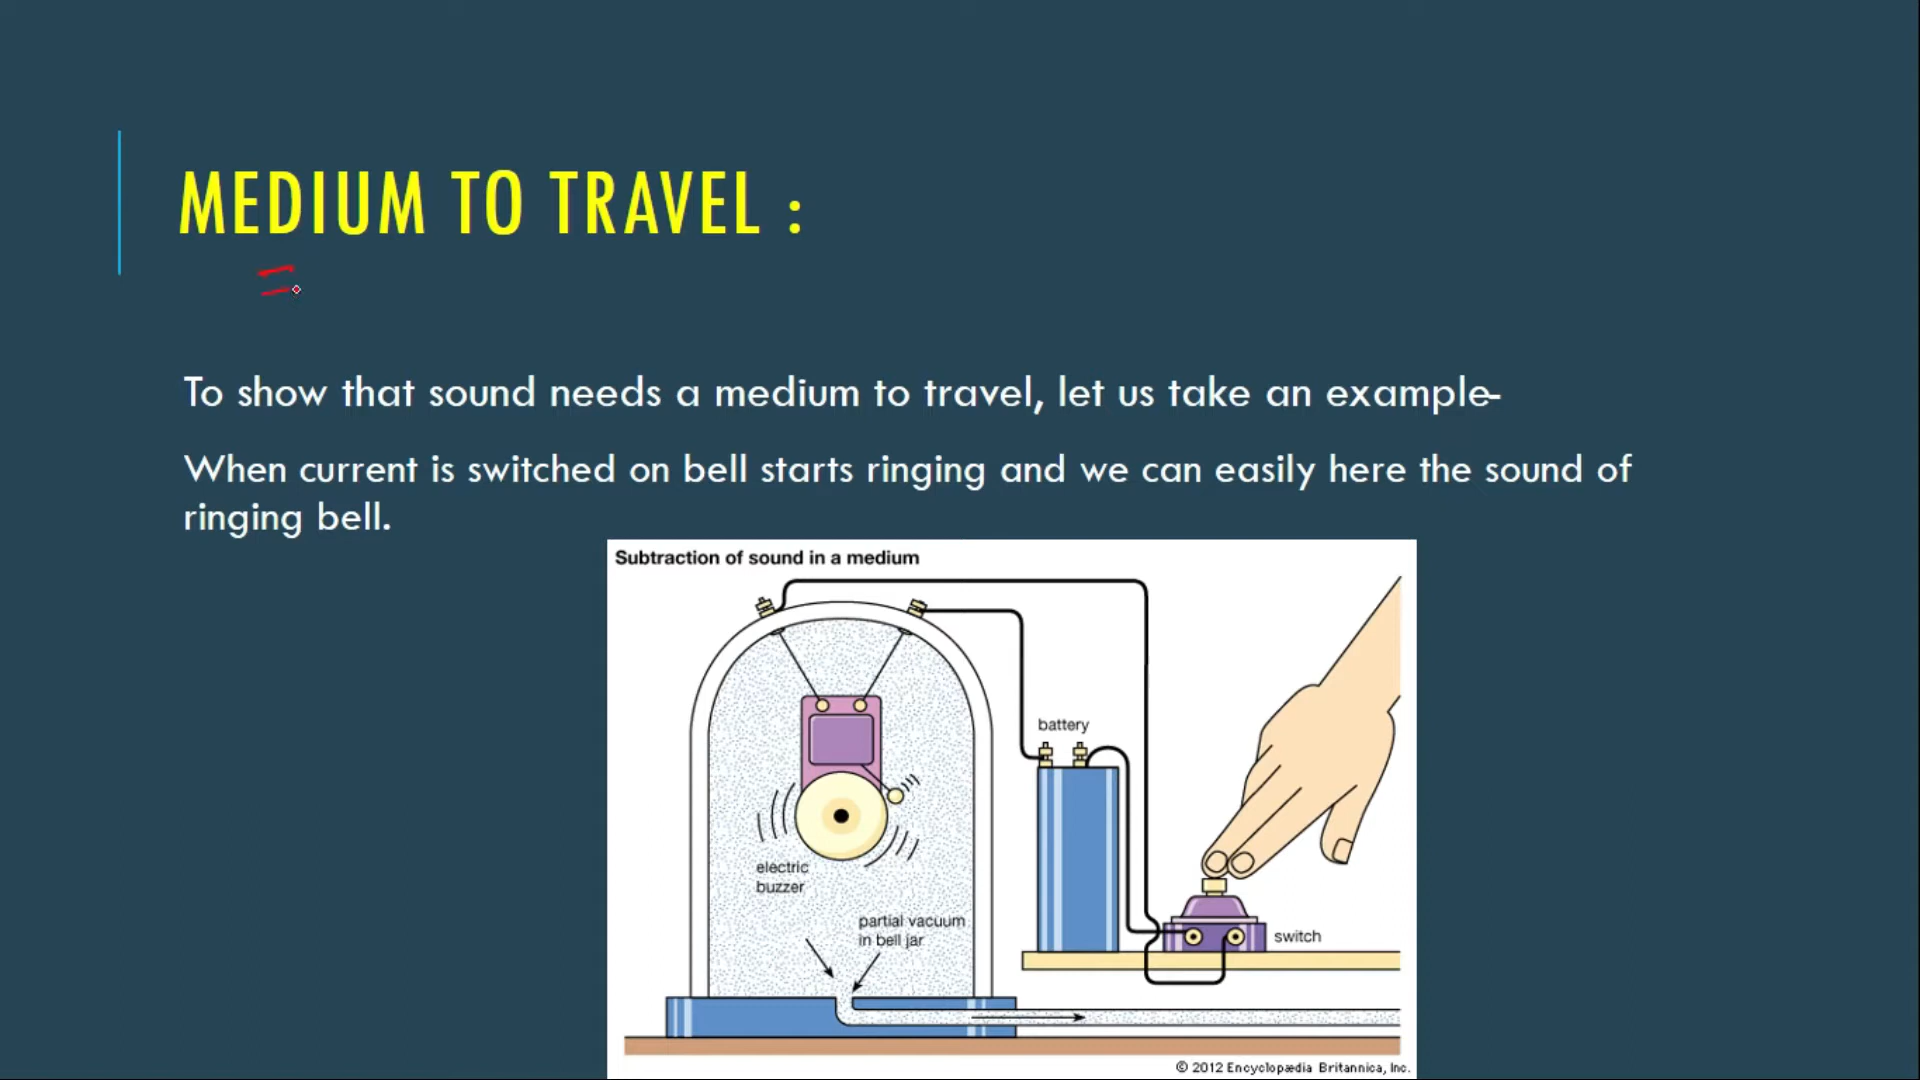 MEDIUM TO TRAVEL :
To show that sound needs a medium to travel, let us take an example-
When current is switched on bell starts ringing and we can easily here the sound of
ringing bell.
Subtraction of sound in a medium
battery
electric
buzzer
partial vacuum
in bell jar
switch
© 2012 Encyclopædia Britannica, Inc.